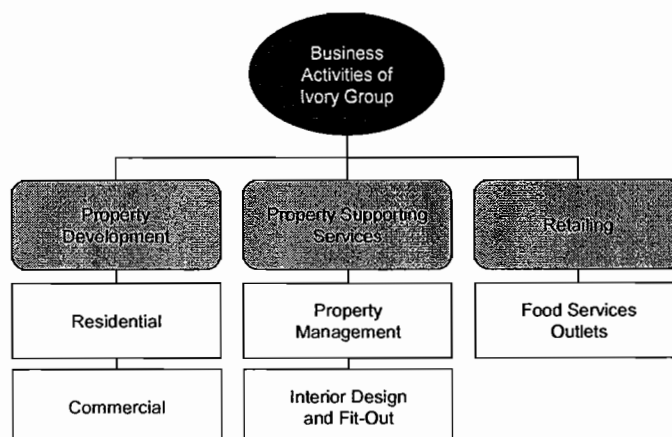 Business
Activities of
Ivory Group
Property
Development
Property Supporting
Services
Retailing
Residential
Property
Management
Food Services
Outlets
Commercial
Interior Design
and Fit-Out